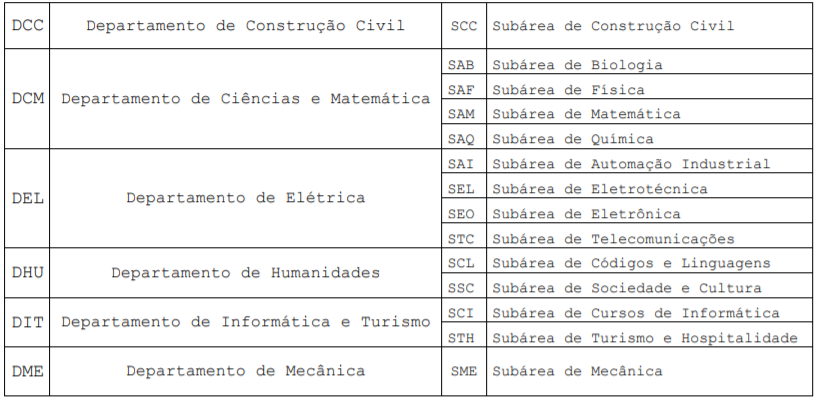 DCC Departamento de Construção Civil SCC Subárea de Construção Civil
DCM Departamento de Ciências e Matemática
SAB Subárea de Biologia
SAF Subárea de Física
SAM Subárea de Matemática
SAQ Subárea de Química
DEL Departamento de Elétrica
SAI Subárea de Automação Industrial
SEL Subárea de Eletrotécnica
SEO Subárea de Eletrônica
STC Subárea de Telecomunicações
DHU Departamento de Humanidades
SCL Subárea de Códigos e Linguagens
SSC Subárea de Sociedade e Cultura
DIT Departamento de Informática e Turismo
SCI Subárea de Cursos de Informática
STH Subárea de Turismo e Hospitalidade
DME Departamento de Mecânica SME Subárea de Mecânica